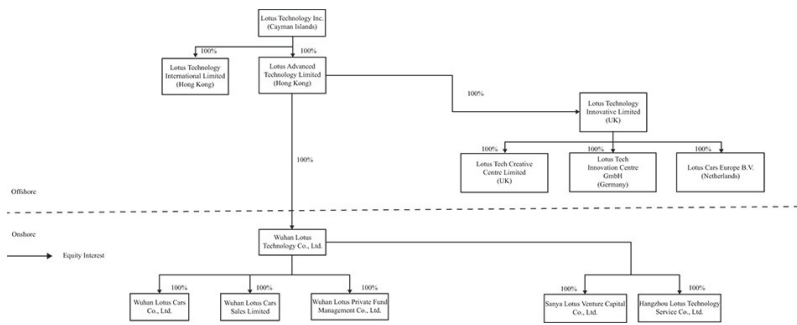 Lotus Technology Inc.
(Cayman Islands)
100%
100%
Lotus Technology
International Limited
(Hong Kong)
Lotus Advanced
Technology Limited
(Hong Kong)
100%
Lotus Technology
Innovative Limited
(UK)
100%
100%
100%
100%
Lotus Tech Creative
Centre Limited
(UK)
Lotus Tech
Innovation Centre
GmbH
(Germany)
Lotus Cars Europe B.V.
(Netherlands)
Offshore
Onshore
Wuhan Lotus
Technology Co., Ltd.
Equity Interest
100%
100%
100%
100%
100%
Wuhan Lotus Cars
Co., Ltd.
Wuhan Lotus Cars
Sales Limited
Wuhan Lotus Private Fund
Management Co., Ltd.
Sanya Lotus Venture Capital
Co., Ltd.
Hangzhou Lotus Technology
Service Co., Ltd.